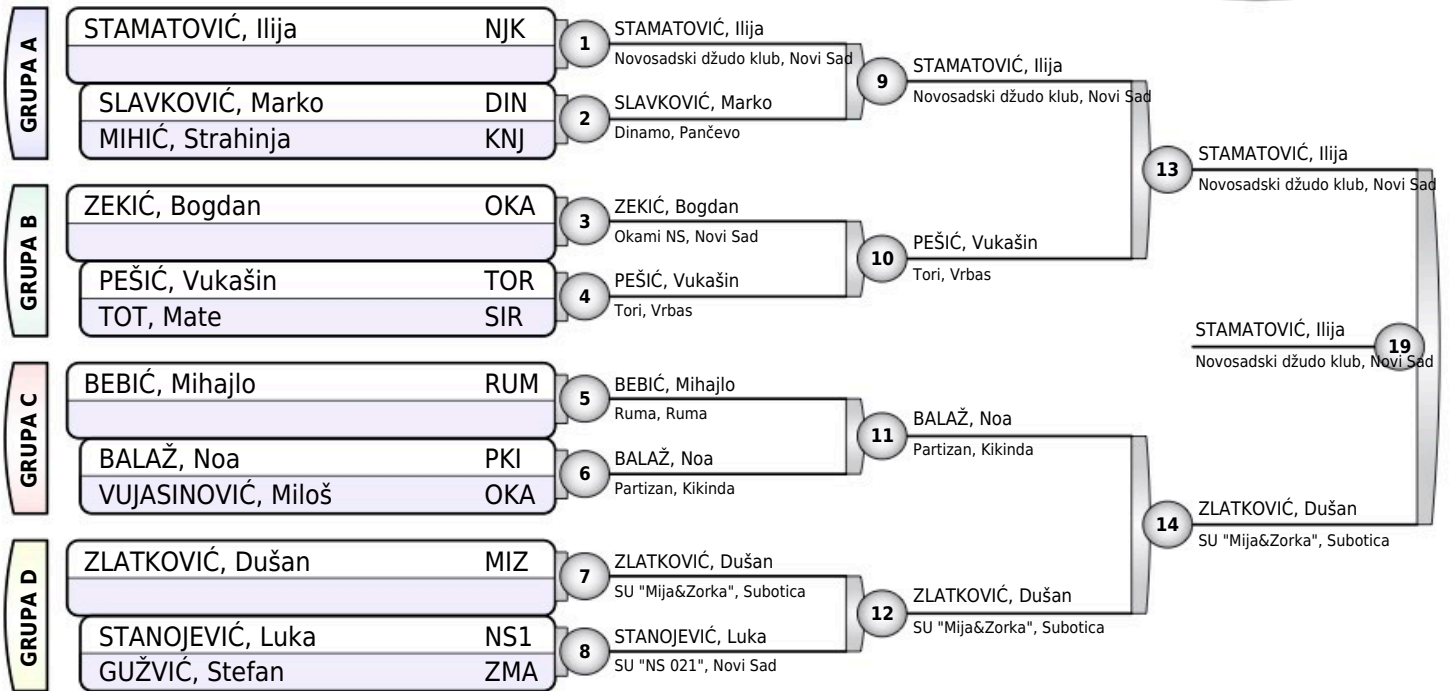 GRUPA A
STAMATOVIĆ, Ilija NJK
SLAVKOVIĆ, Marko DIN
MIHIĆ, Strahinja KNJ
GRUPA B
ZEKIĆ, Bogdan OKA
PEŠIĆ, Vukašin TOR
TOT, Mate SIR
GRUPA C
BEBIĆ, Mihajlo RUM
BALAŽ, Noa PKI
VUJASINOVIĆ, Miloš OKA
GRUPA D
ZLATKOVIĆ, Dušan MIZ
STANOJEVIĆ, Luka NS1
GUŽVIĆ, Stefan ZMA
1
STAMATOVIĆ, Ilija
Novosadski džudo klub, Novi Sad
2
SLAVKOVIĆ, Marko
Dinamo, Pančevo
3
ZEKIĆ, Bogdan
Okami NS, Novi Sad
4
PEŠIĆ, Vukašin
Tori, Vrbas
5
BEBIĆ, Mihajlo
Ruma, Ruma
6
BALAŽ, Noa
Partizan, Kikinda
7
ZLATKOVIĆ, Dušan
SU "Mija&Zorka", Subotica
8
STANOJEVIĆ, Luka
SU "NS 021", Novi Sad
9
STAMATOVIĆ, Ilija
Novosadski džudo klub, Novi Sad
10
PEŠIĆ, Vukašin
Tori, Vrbas
11
BALAŽ, Noa
Partizan, Kikinda
12
ZLATKOVIĆ, Dušan
SU "Mija&Zorka", Subotica
13
STAMATOVIĆ, Ilija
Novosadski džudo klub, Novi Sad
14
ZLATKOVIĆ, Dušan
SU "Mija&Zorka", Subotica
STAMATOVIĆ, Ilija
19
Novosadski džudo klub, Novi Sad